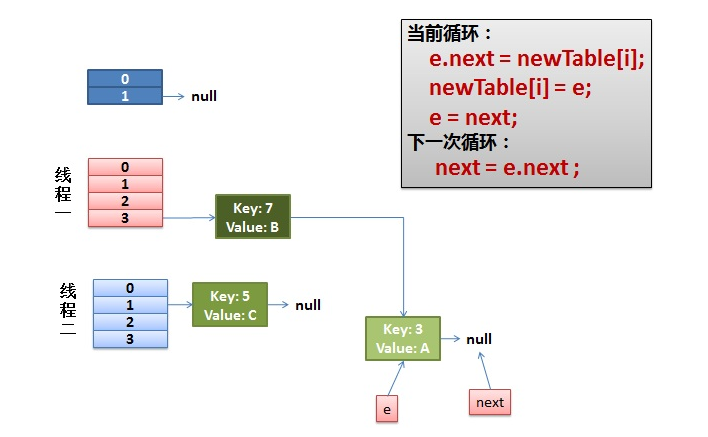 当前循环：
e.next = newTable[i];
newTable[i] = e;
e = next;
下一次循环：
next = e.next ;
0
1
null
线程一
0
1
2
3
Key: 7
Value: B
线程二
0
1
2
3
Key: 5
Value: C
null
Key: 3
Value: A
null
e
next